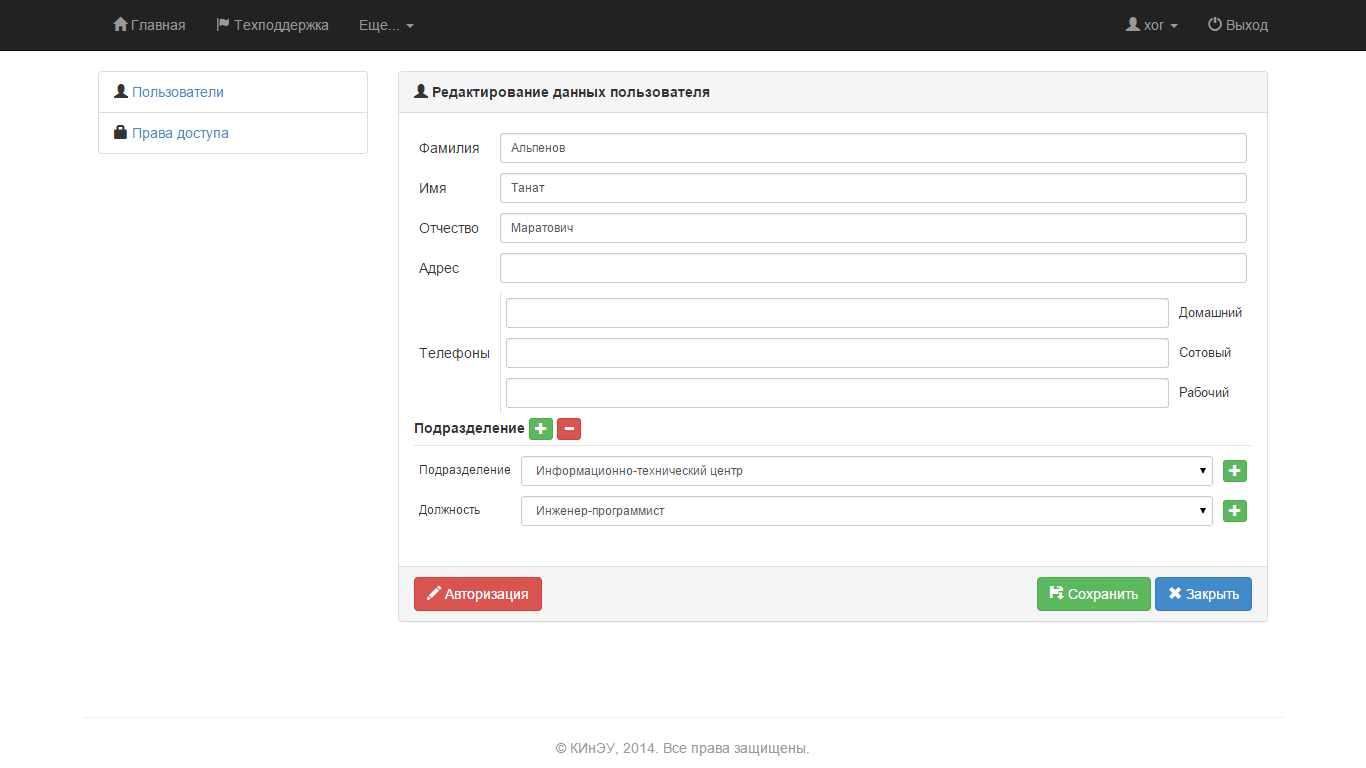 Главная Техподдержка Еще... xor Выход
Пользователи
Права доступа
Редактирование данных пользователя
Фамилия Альпенов
Имя Танат
Отчество Маратович
Адрес
Телефоны
Домашний
Сотовый
Рабочий
Подразделение
Подразделение Информационно-технический центр
Должность Инженер-программист
Авторизация Сохранить Закрыть
© КИнЭУ, 2014. Все права защищены.